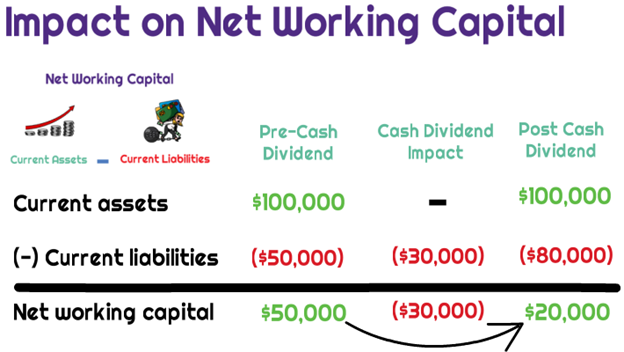 Impact on Net Working Capital
Net Working Capital
Current Assets - Current Liabilities
Pre-Cash Dividend
Cash Dividend Impact
Post Cash Dividend
Current assets $100,000 - $100,000
(-) Current liabilities ($50,000) ($30,000) ($80,000)
Net working capital $50,000 ($30,000) $20,000